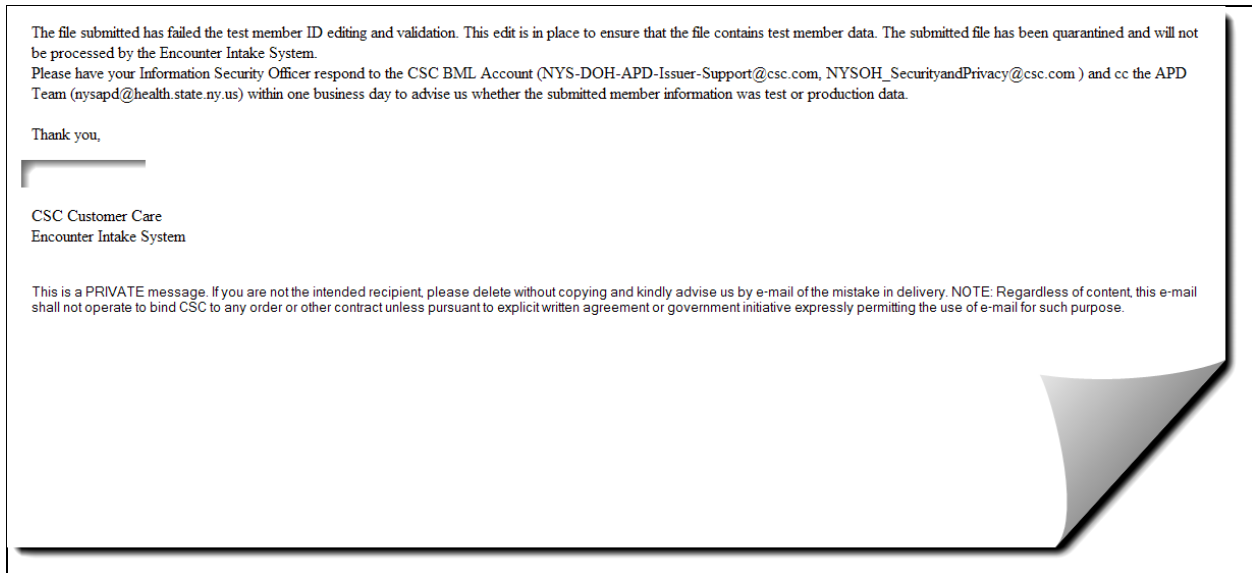 The file submitted has failed the test member ID editing and validation. This edit is in place to ensure that the file contains test member data. The submitted file has been quarantined and will not
be processed by the Encounter Intake System.
Please have your Information Security Officer respond to the CSC BML Account (NYS-DOH-APD-Issuer-Support@csc.com, NYSOH_SecurityandPrivacy@csc.com ) and cc the APD
Team (nysapd@health.state.ny.us) within one business day to advise us whether the submitted member information was test or production data.
Thank you,
CSC Customer Care
Encounter Intake System
This is a PRIVATE message. If you are not the intended recipient, please delete without copying and kindly advise us by e-mail of the mistake in delivery. NOTE: Regardless of content, this e-mail
shall not operate to bind CSC to any order or other contract unless pursuant to explicit written agreement or government initiative expressly permitting the use of e-mail for such purpose.